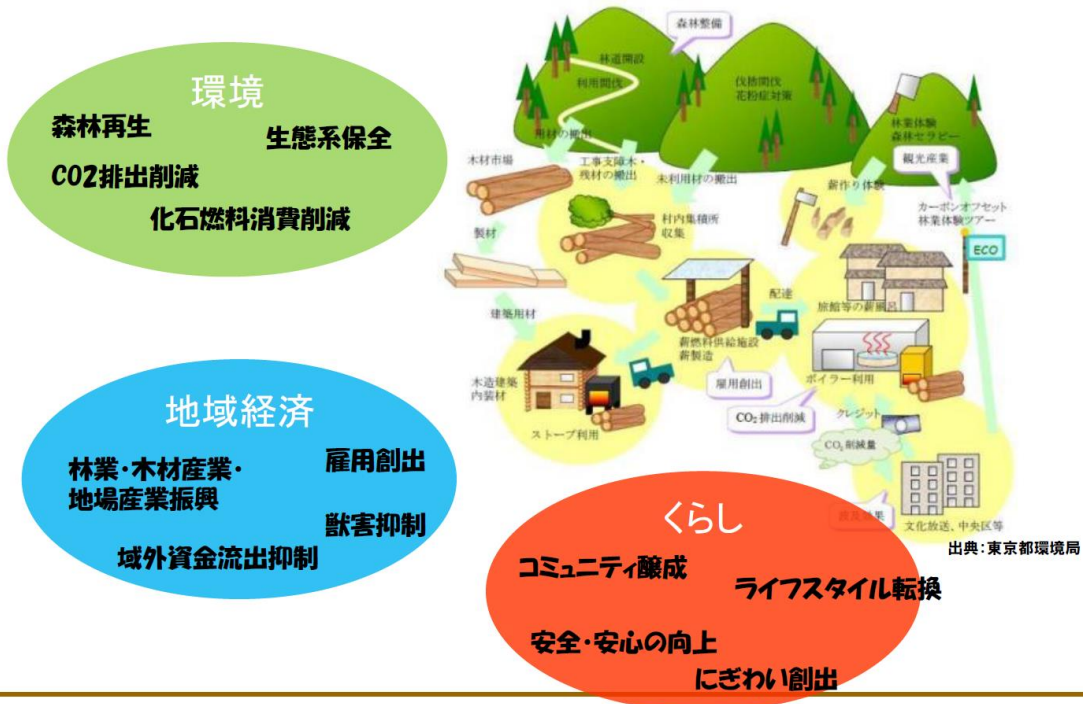 環境
森林再生
生態系保全
CO2排出削減
化石燃料消費削減
地域経済
林業・木材産業・
地場産業振興
雇用創出
獣害抑制
域外資金流出抑制
くらし
コミュニティ醸成
ライフスタイル転換
安全・安心の向上
にぎわい創出
森林整備
林道開設
利用間伐
伐捨間伐
花粉症対策
林業体験
森林セラピー
観光産業
用材の搬出
木材市場
工事支障木・
残材の搬出
未利用材の搬出
薪作り体験
カーボンオフセット
林業体験ツアー
ECO
製材
村内集積所
収集
建築用材
配達
旅館等の薪風呂
薪燃料供給施設
薪製造
木造建築
内装材
雇用創出
ボイラー利用
ストーブ利用
CO₂排出削減
クレジット
CO₂削減量
波及効果
文化放送、中央区等
出典：東京都環境局